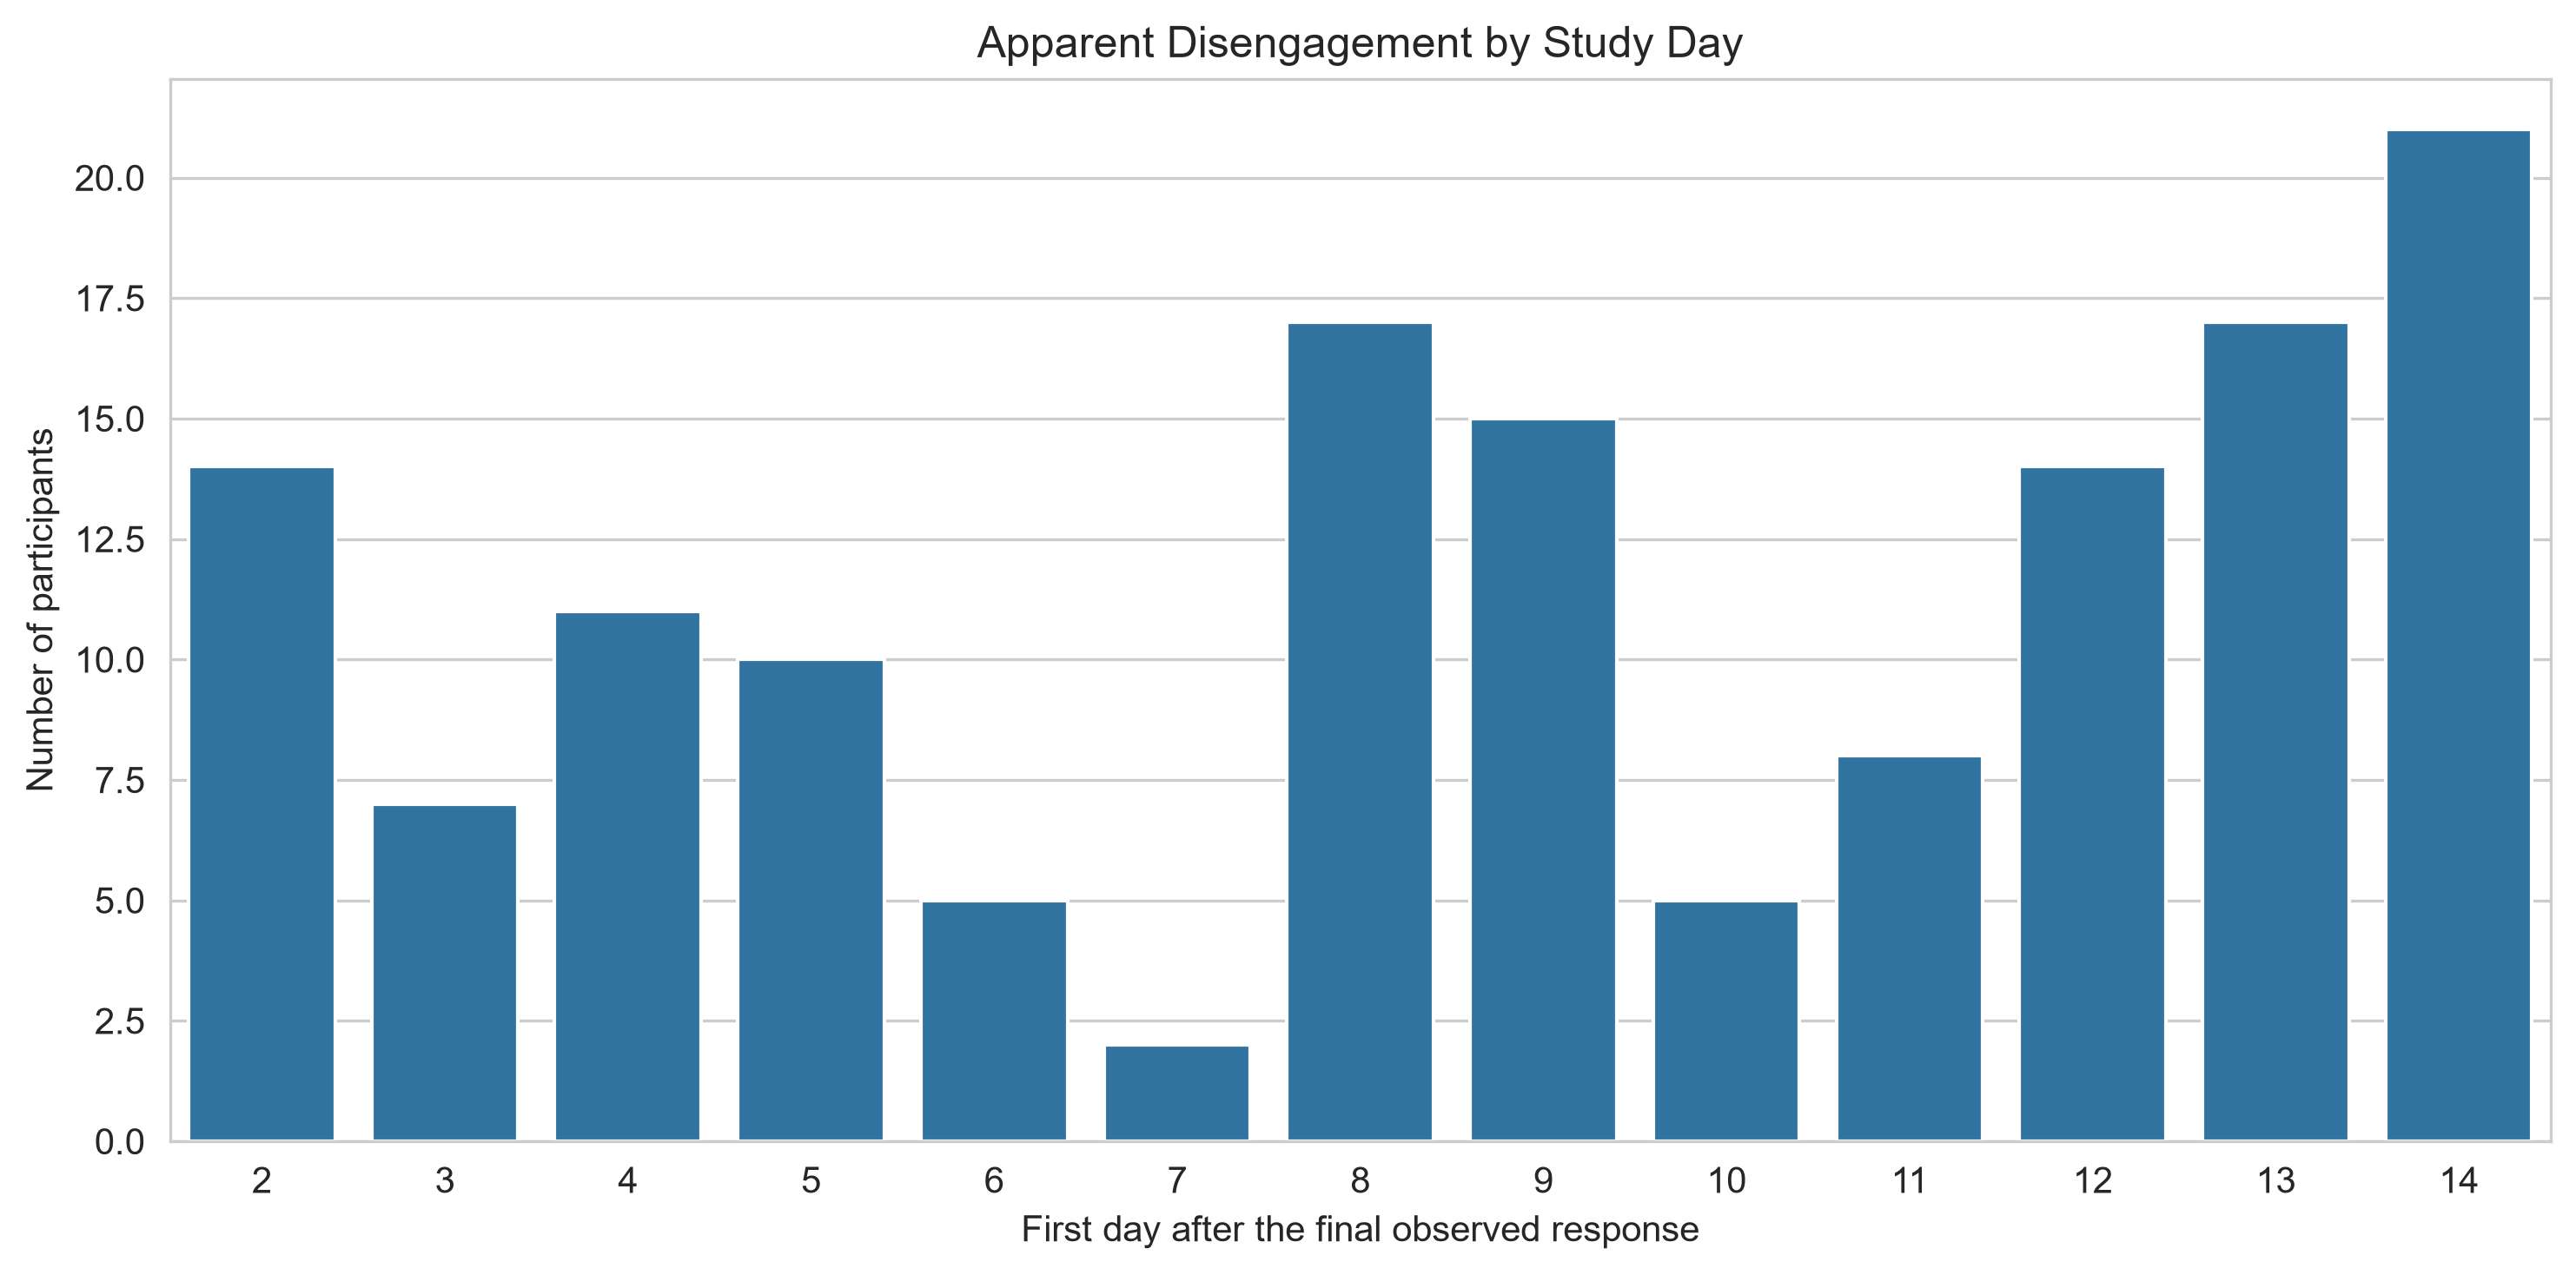 Apparent Disengagement by Study Day
Number of participants
20.0
17.5
15.0
12.5
10.0
7.5
5.0
2.5
0.0
2 3 4 5 6 7 8 9 10 11 12 13 14
First day after the final observed response